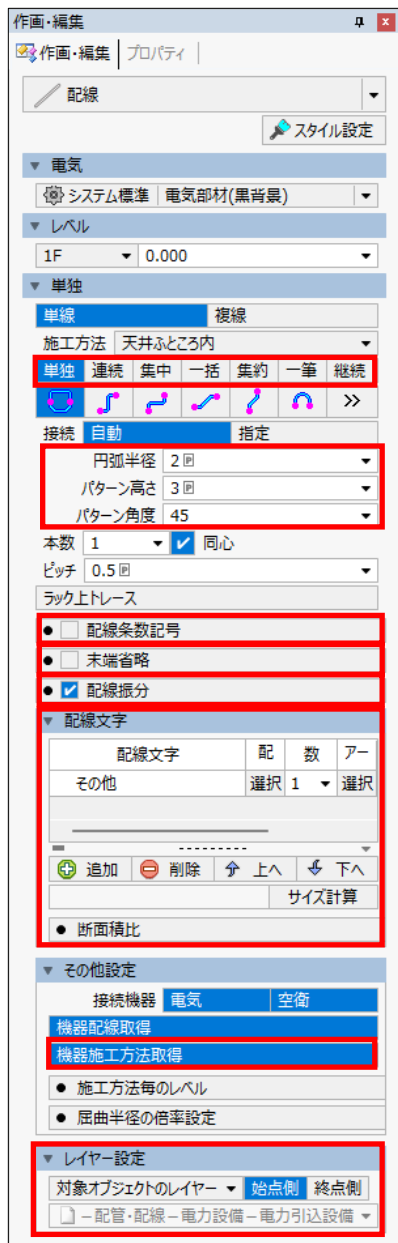 作画・編集
作画・編集 プロパティ
配線
スタイル設定
電気
システム標準 電気部材(黒背景)
レベル
1F 0.000
単独
単線 複線
施工方法 天井ふところ内
単独 連続 集中 一括 集約 一筆 継続
接続 自動 指定
円弧半径 2 P
パターン高さ 3 P
パターン角度 45
本数 1 同心
ピッチ 0.5 P
ラック上トレース
配線条数記号
末端省略
配線振分
配線文字
配線文字 配 数 アー
その他 選択 1 選択
追加 削除 上へ 下へ
サイズ計算
断面積比
その他設定
接続機器 電気 空衛
機器配線取得
機器施工方法取得
施工方法毎のレベル
屈曲半径の倍率設定
レイヤー設定
対象オブジェクトのレイヤー 始点側 終点側
－配管・配線－電力設備－電力引込設備